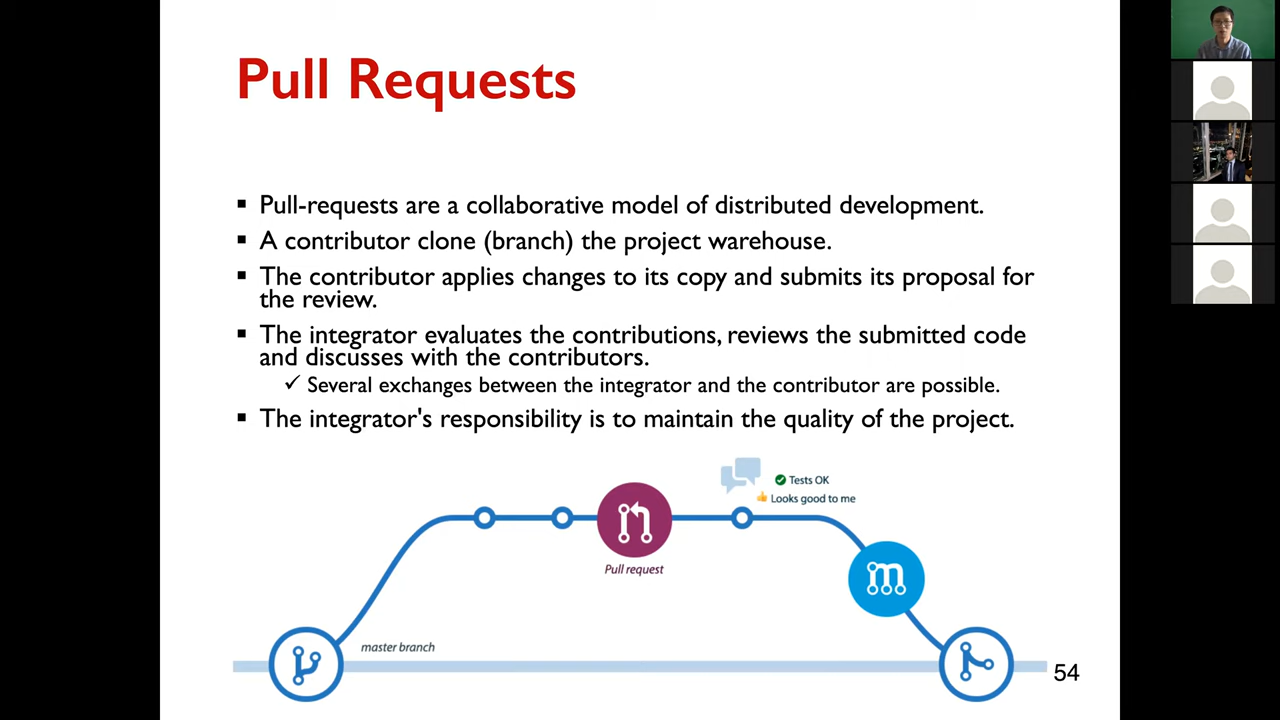 Pull Requests
Pull-requests are a collaborative model of distributed development.
A contributor clone (branch) the project warehouse.
The contributor applies changes to its copy and submits its proposal for
the review.
The integrator evaluates the contributions, reviews the submitted code
and discusses with the contributors.
Several exchanges between the integrator and the contributor are possible.
The integrator's responsibility is to maintain the quality of the project.
Tests OK
Looks good to me
Pull request
master branch
54